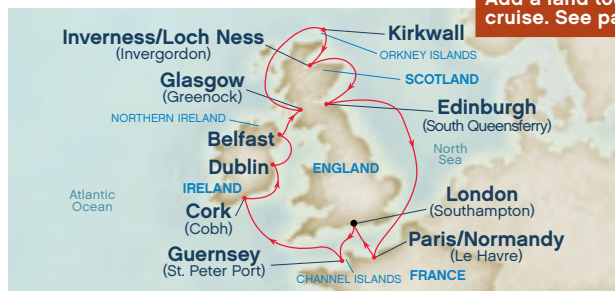 Add a land tou
cruise. See pa
Kirkwall
ORKNEY ISLANDS
Inverness/Loch Ness
(Invergordon)
SCOTLAND
Glasgow
(Greenock)
Edinburgh
(South Queensferry)
NORTHERN IRELAND
Belfast
North
Sea
Dublin
ENGLAND
IRELAND
Atlantic
Ocean
London
(Southampton)
Cork
(Cobh)
Paris/Normandy
(Le Havre)
Guernsey
(St. Peter Port)
CHANNEL ISLANDS
FRANCE